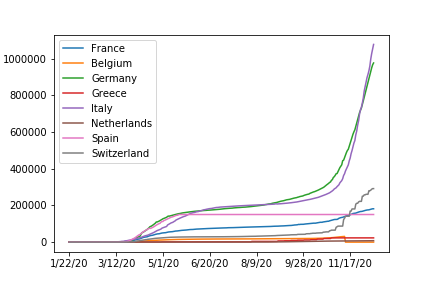 France
Belgium
Germany
Greece
Italy
Netherlands
Spain
Switzerland
1000000
800000
600000
400000
200000
0
1/22/20 3/12/20 5/1/20 6/20/20 8/9/20 9/28/20 11/17/20